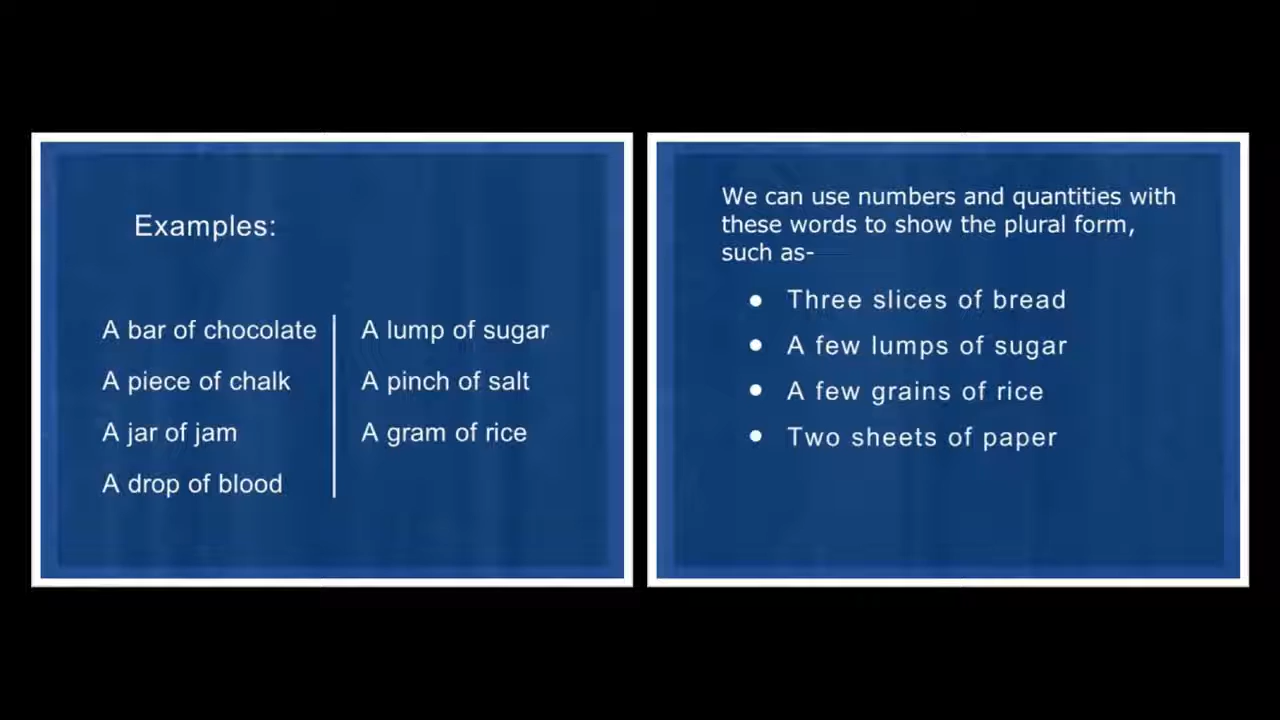 Examples:
A bar of chocolate
A piece of chalk
A jar of jam
A drop of blood
A lump of sugar
A pinch of salt
A gram of rice
We can use numbers and quantities with
these words to show the plural form,
such as-
● Three slices of bread
● A few lumps of sugar
● A few grains of rice
● Two sheets of paper